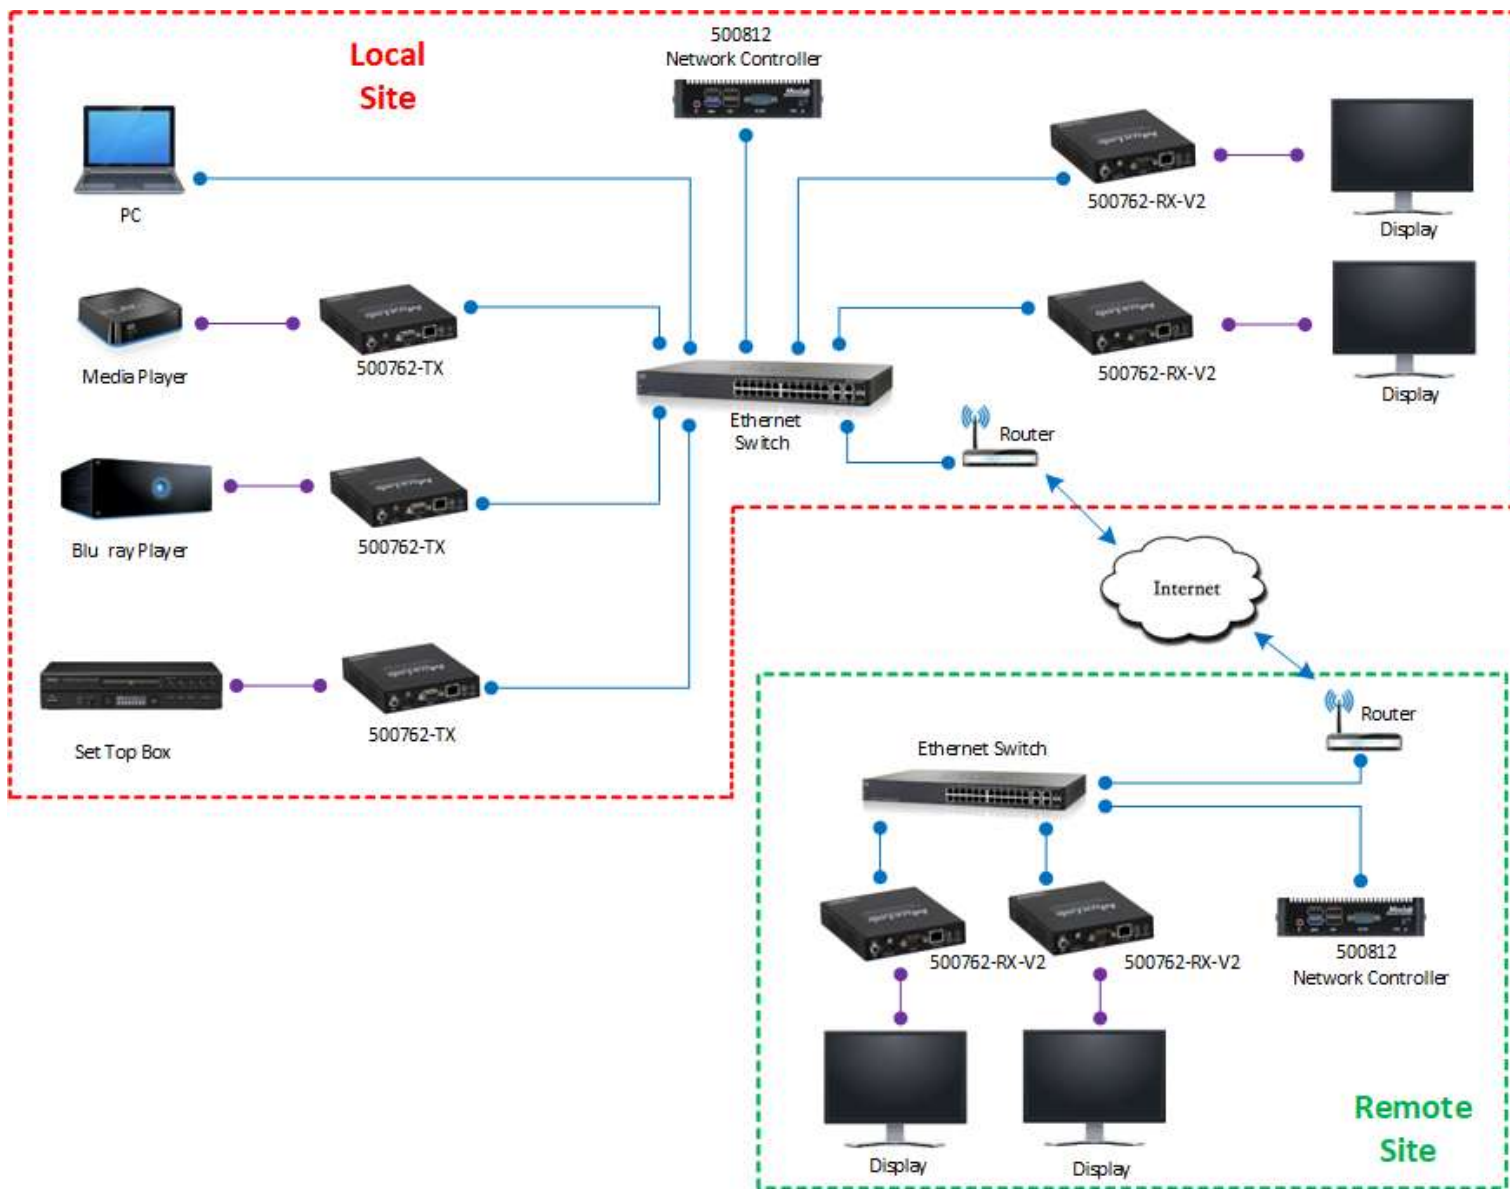 Local
Site
500812
Network Controller
PC
500762-RX-V2
Display
Media Player
500762-TX
500762-RX-V2
Display
Ethernet
Switch
Router
Blu ray Player
500762-TX
Internet
Set Top Box
500762-TX
Router
Ethernet Switch
500762-RX-V2
500762-RX-V2
500812
Network Controller
Remote
Site
Display
Display